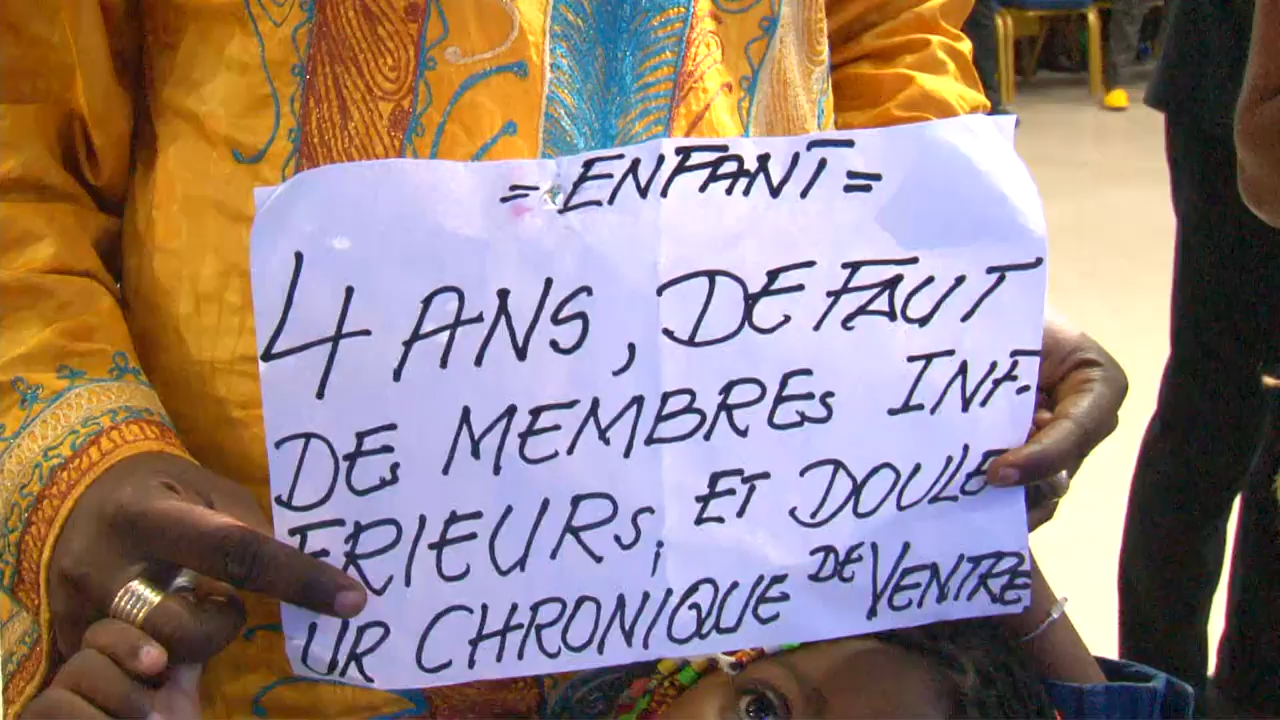 = ENFANT =
4 ANS, DEFAUT
DE MEMBREs INF.
ERIEURs, ET DOULE
UR CHRONIQUE DE VENTRE